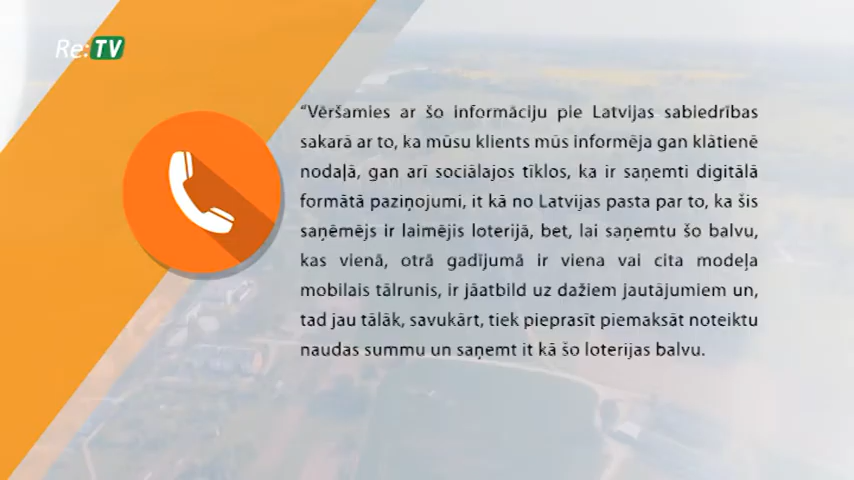 Re:TV
“Vēršamies ar šo informāciju pie Latvijas sabiedrības
sakarā ar to, ka mūsu klients mūs informēja gan klātienē
nodaļā, gan arī sociālajos tīklos, ka ir saņemti digitālā
formātā paziņojumi, it kā no Latvijas pasta par to, ka šis
saņēmējs ir laimējis loterijā, bet, lai saņemtu šo balvu,
kas vienā, otrā gadījumā ir viena vai cita modeļa
mobilais tālrunis, ir jāatbild uz dažiem jautājumiem un,
tad jau tālāk, savukārt, tiek pieprasīt piemaksāt noteiktu
naudas summu un saņemt it kā šo loterijas balvu.